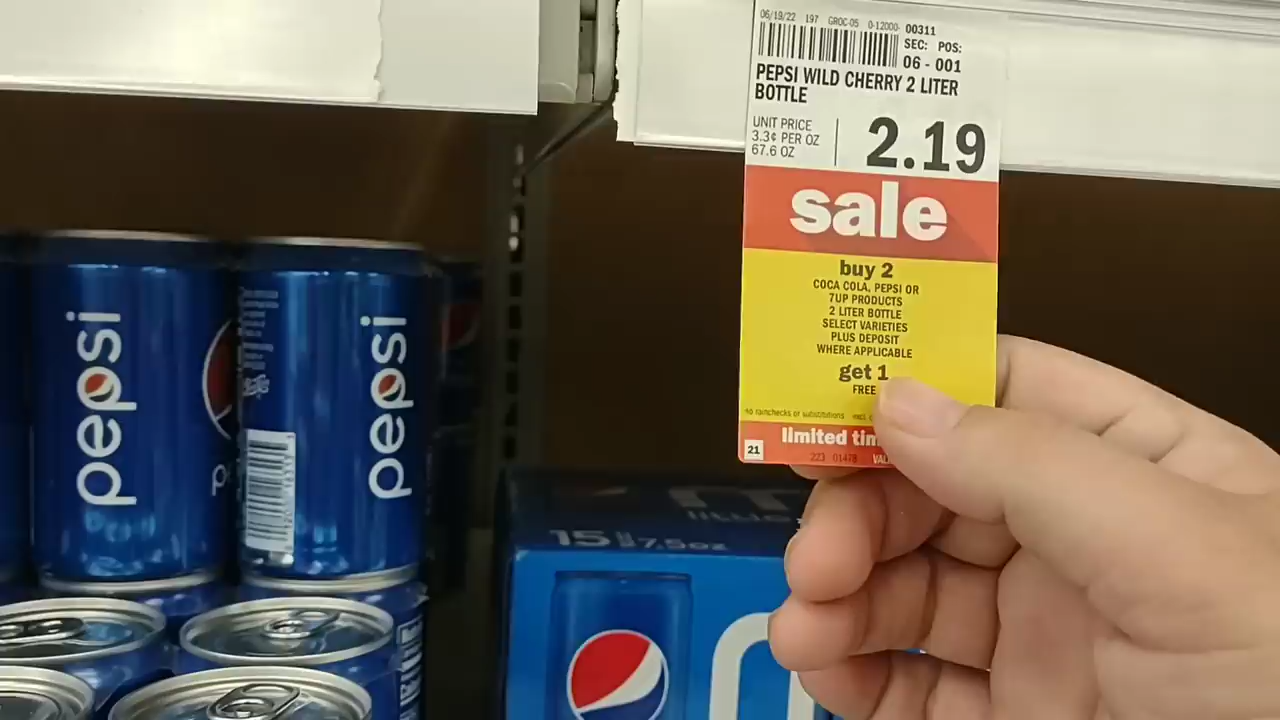 06/19/22 197 GROC-05 0-12000- 00311
SEC: POS:
06 - 001
PEPSI WILD CHERRY 2 LITER
BOTTLE
UNIT PRICE
3.3¢ PER OZ
67.6 OZ
2.19
sale
buy 2
COCA COLA, PEPSI OR
7UP PRODUCTS
2 LITER BOTTLE
SELECT VARIETIES
PLUS DEPOSIT
WHERE APPLICABLE
get 1
FREE
no rainchecks or substitutions
limited
21
223 01478
pepsi
pepsi
15 7.5oz